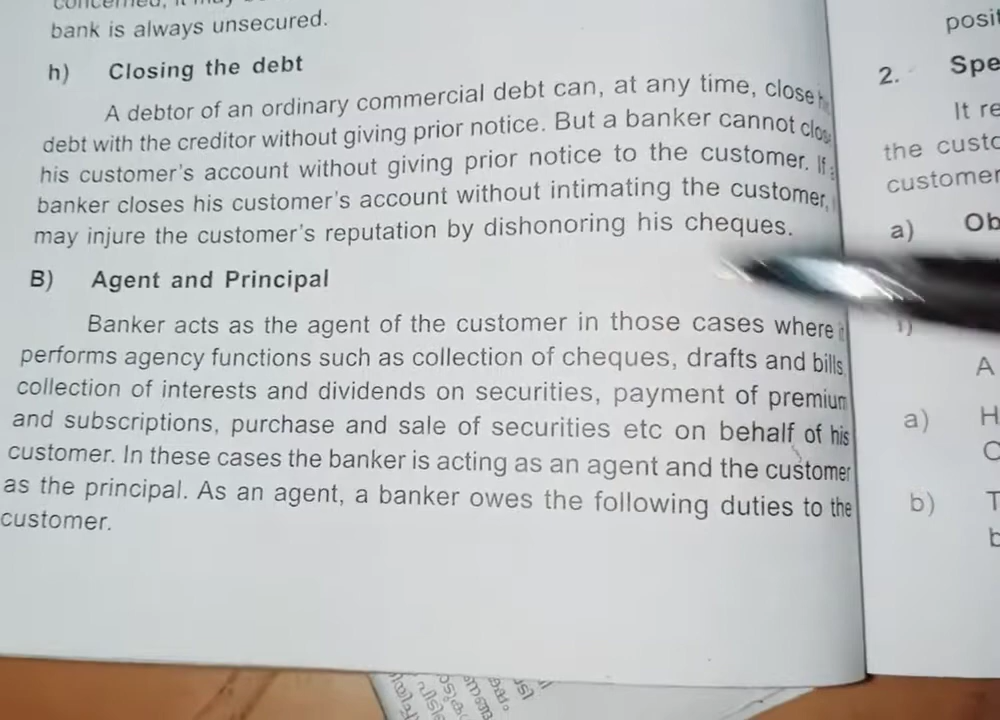 bank is always unsecured.
h) Closing the debt
A debtor of an ordinary commercial debt can, at any time, close
debt with the creditor without giving prior notice. But a banker cannot
his customer's account without giving prior notice to the customer. If
banker closes his customer's account without intimating the customer,
may injure the customer's reputation by dishonoring his cheques.
B) Agent and Principal
Banker acts as the agent of the customer in those cases where
performs agency functions such as collection of cheques, drafts and bills,
collection of interests and dividends on securities, payment of
and subscriptions, purchase and sale of securities etc on behalf of his
customer. In these cases the banker is acting as an agent and the customer
as the principal. As an agent, a banker owes the following duties to the
customer.
2.
It
the
customer
a)
A
a)
b)